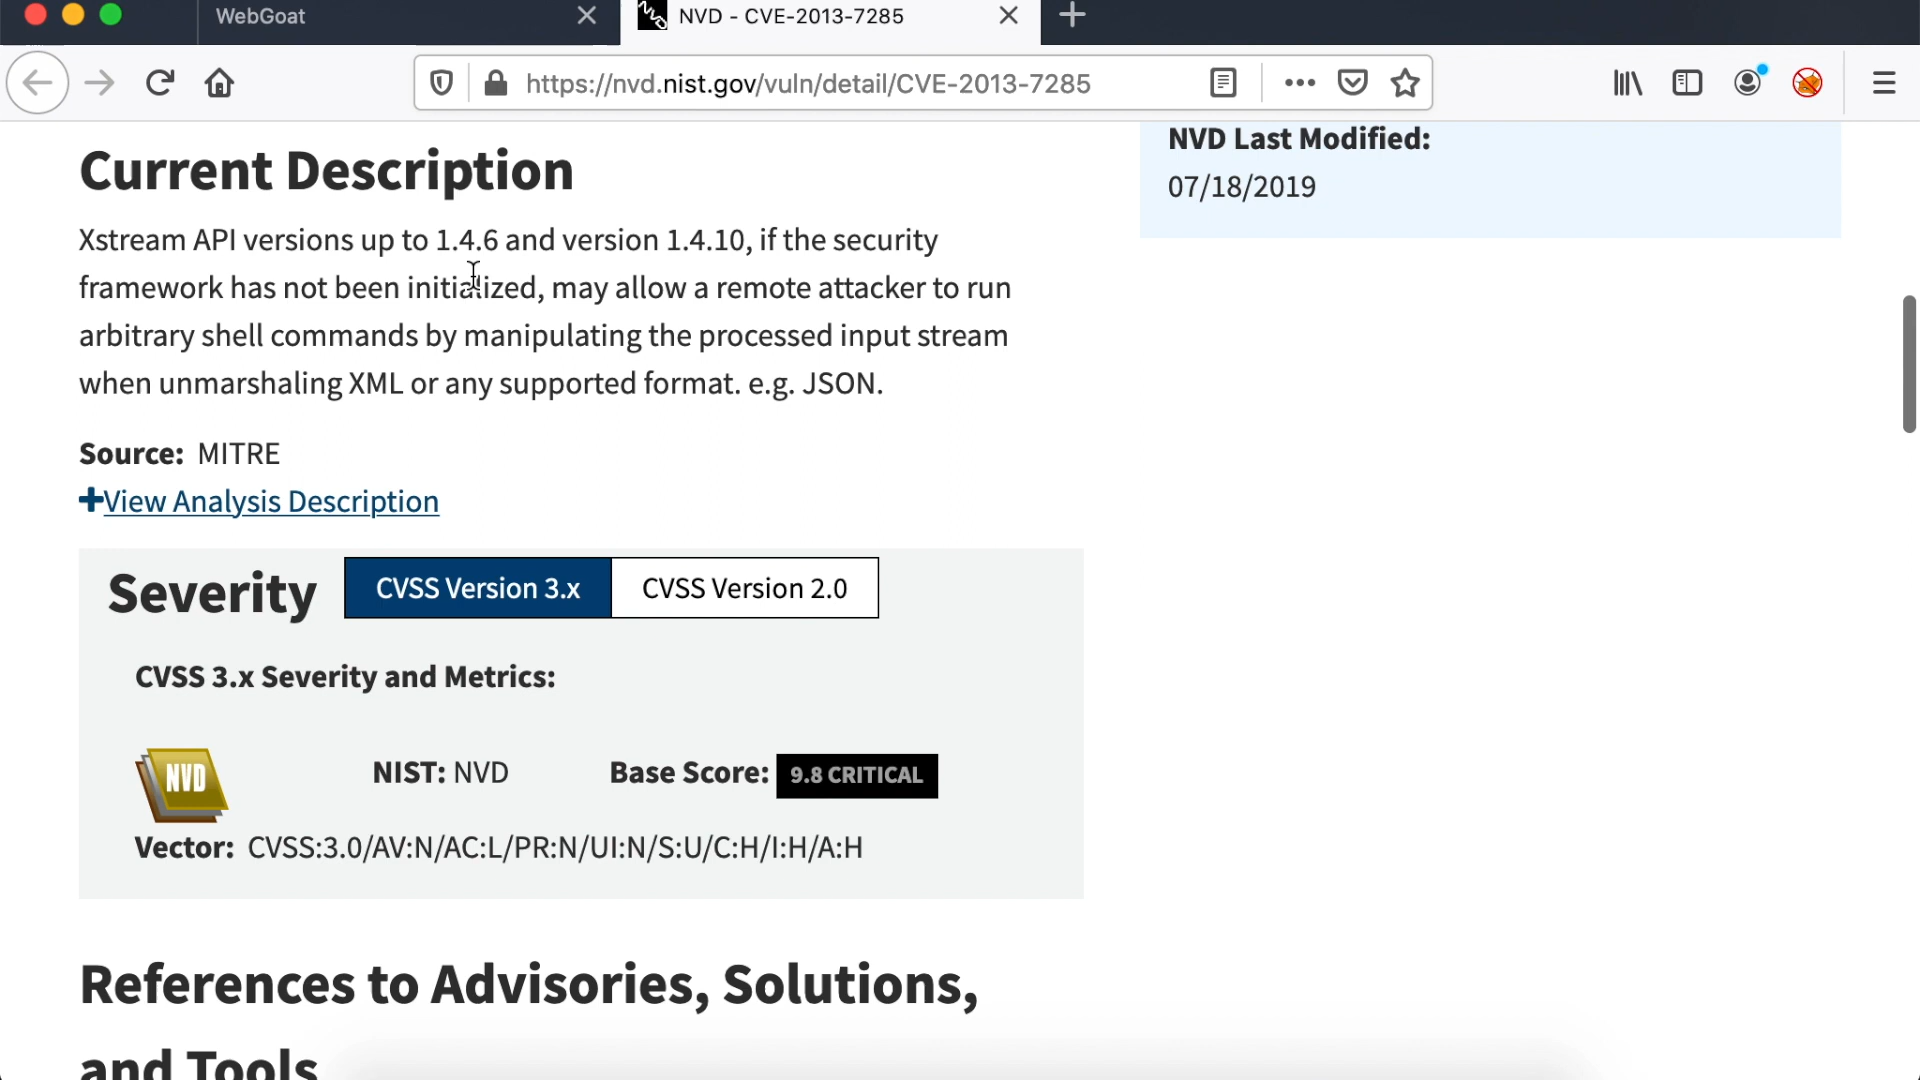 WebGoat
NVD - CVE-2013-7285
https://nvd.nist.gov/vuln/detail/CVE-2013-7285
NVD Last Modified:
07/18/2019
Current Description
Xstream API versions up to 1.4.6 and version 1.4.10, if the security
framework has not been initialized, may allow a remote attacker to run
arbitrary shell commands by manipulating the processed input stream
when unmarshaling XML or any supported format. e.g. JSON.
Source: MITRE
+View Analysis Description
Severity
CVSS Version 3.x
CVSS Version 2.0
CVSS 3.x Severity and Metrics:
NVD
NIST: NVD
Base Score: 9.8 CRITICAL
Vector: CVSS:3.0/AV:N/AC:L/PR:N/UI:N/S:U/C:H/I:H/A:H
References to Advisories, Solutions,
and Tools